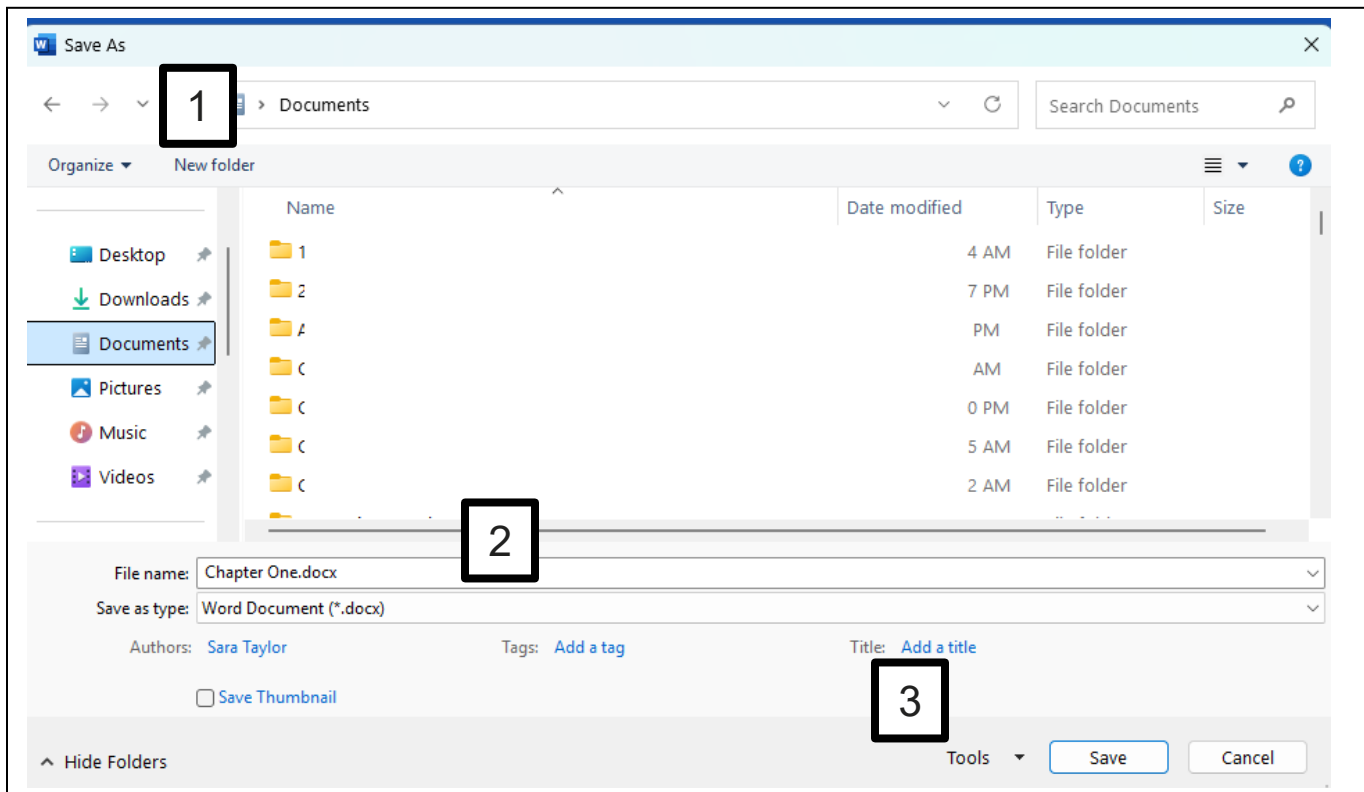 Save As
1
Documents
Search Documents
Organize
New folder
Name
Date modified
Type
Size
Desktop
1
4 AM
File folder
Downloads
2
7 PM
File folder
Documents
A
PM
File folder
Pictures
AM
File folder
Music
0 PM
File folder
Videos
5 AM
File folder
2 AM
File folder
2
File name: Chapter One.docx
Save as type: Word Document (*.docx)
Authors: Sara Taylor
Tags: Add a tag
Title: Add a title
Save Thumbnail
3
Hide Folders
Tools
Save
Cancel